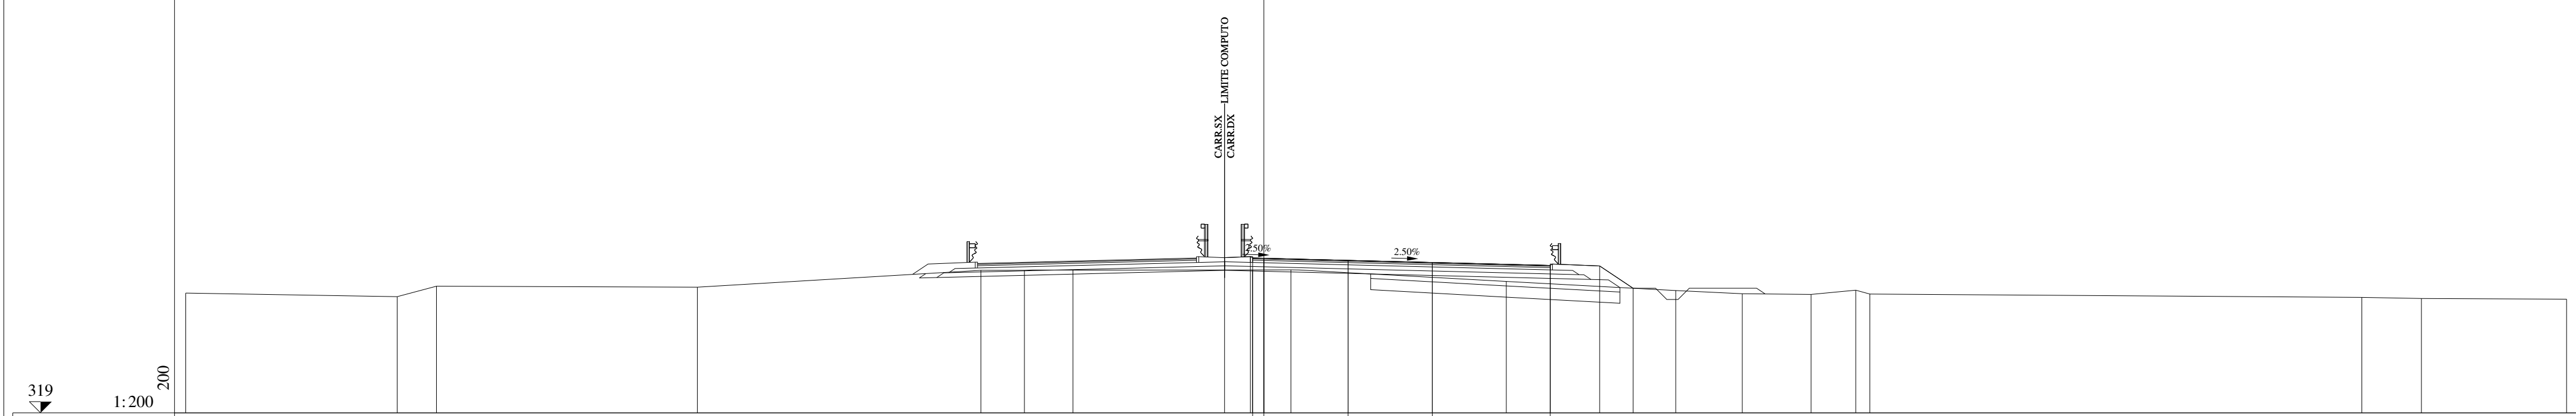 LIMITE COMPUTO
CARR.SX
CARR.DX
2.50%
2.50%
200
319
1:200